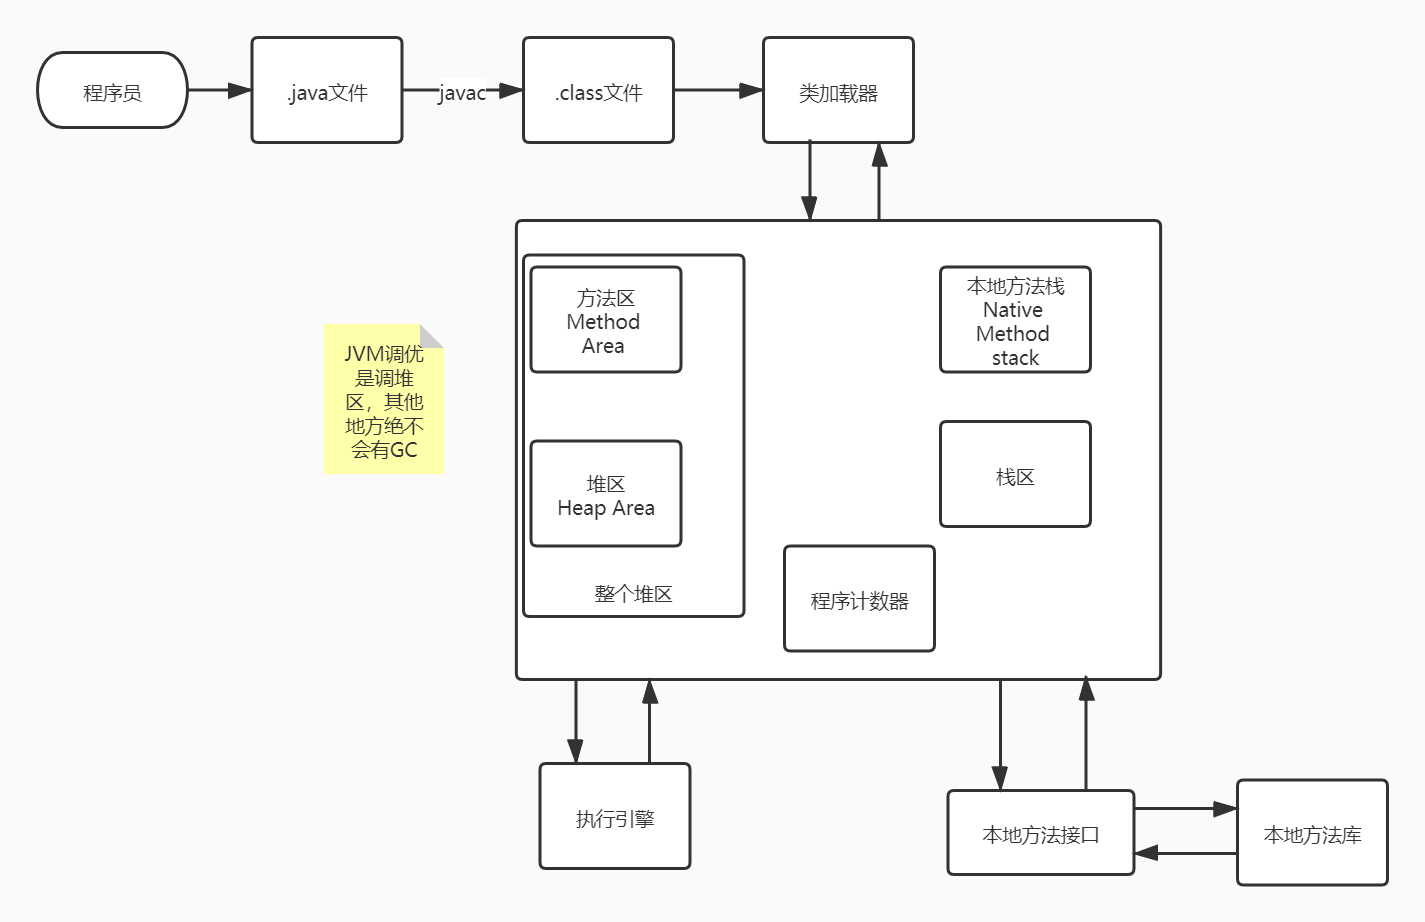 程序员
.java文件
javac
.class文件
类加载器
方法区
Method
Area
本地方法栈
Native
Method
stack
JVM调优
是调堆
区，其他
地方绝不
会有GC
堆区
Heap Area
栈区
整个堆区
程序计数器
执行引擎
本地方法接口
本地方法库